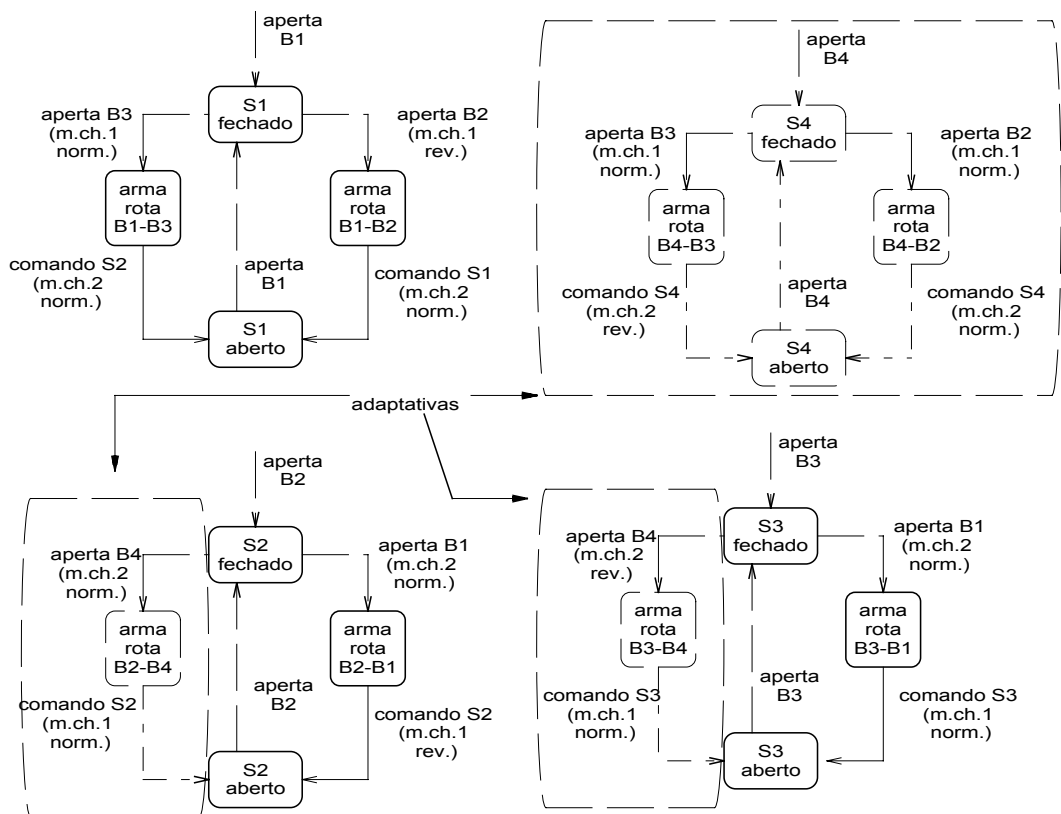 aperta
B1
aperta B3
(m.ch.1
norm.)
S1
fechado
aperta B2
(m.ch.1
rev.)
arma
rota
B1-B3
arma
rota
B1-B2
comando S2
(m.ch.2
norm.)
aperta
B1
comando S1
(m.ch.2
norm.)
S1
aberto
aperta
B4
aperta B3
(m.ch.1
norm.)
S4
fechado
aperta B2
(m.ch.1
norm.)
arma
rota
B4-B3
arma
rota
B4-B2
comando S4
(m.ch.2
rev.)
aperta
B4
comando S4
(m.ch.2
norm.)
S4
aberto
adaptativas
aperta
B2
aperta B4
(m.ch.2
norm.)
S2
fechado
aperta B1
(m.ch.2
norm.)
arma
rota
B2-B4
arma
rota
B2-B1
comando S2
(m.ch.1
norm.)
aperta
B2
comando S2
(m.ch.1
rev.)
S2
aberto
aperta
B3
aperta B4
(m.ch.2
rev.)
S3
fechado
aperta B1
(m.ch.2
norm.)
arma
rota
B3-B4
arma
rota
B3-B1
comando S3
(m.ch.1
norm.)
aperta
B3
comando S3
(m.ch.1
norm.)
S3
aberto